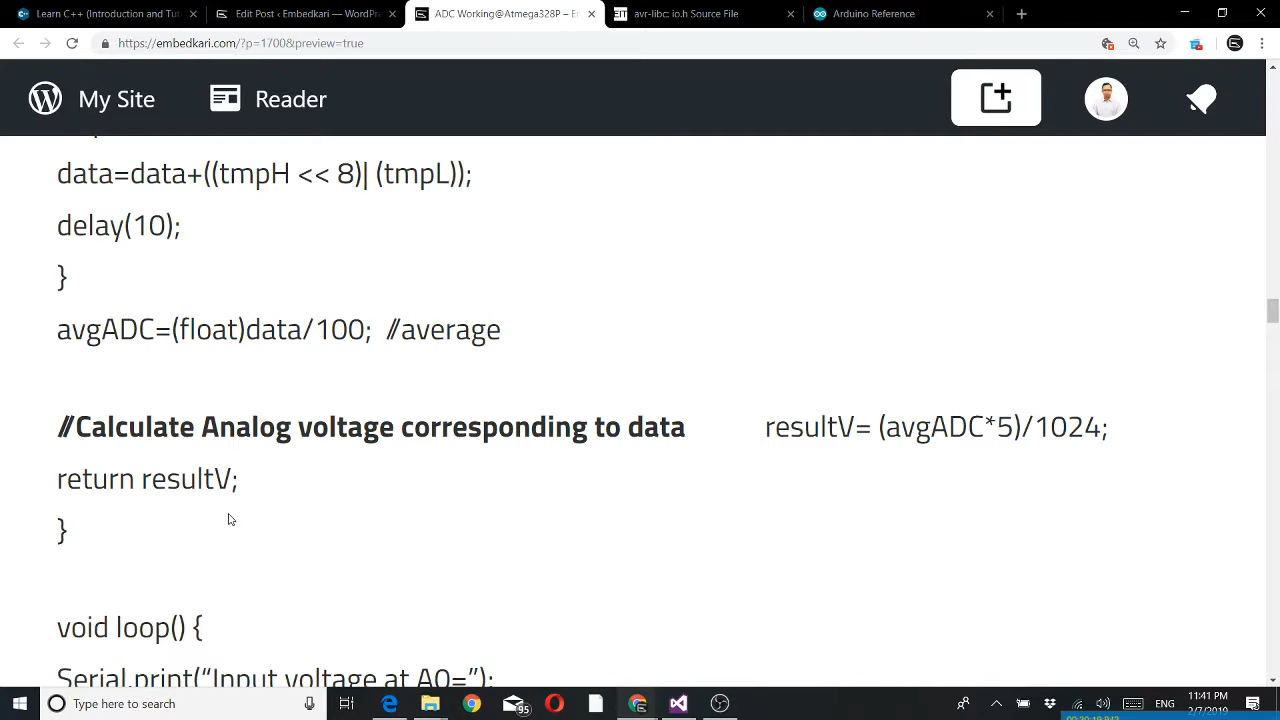 Learn C++ (Introduction and Tut
Edit Post ‹ Embedkari — WordPr
ADC Working@Atmega328P – E
avr-libc: io.h Source File
Arduino Reference
https://embedkari.com/?p=1700&preview=true
My Site
Reader
data=data+((tmpH << 8)| (tmpL));
delay(10);
}
avgADC=(float)data/100; //average
//Calculate Analog voltage corresponding to data resultV= (avgADC*5)/1024;
return resultV;
}
void loop() {
Serial.print(“Input voltage at A0=”);
Type here to search
95
ENG
11:41 PM
2/7/2019